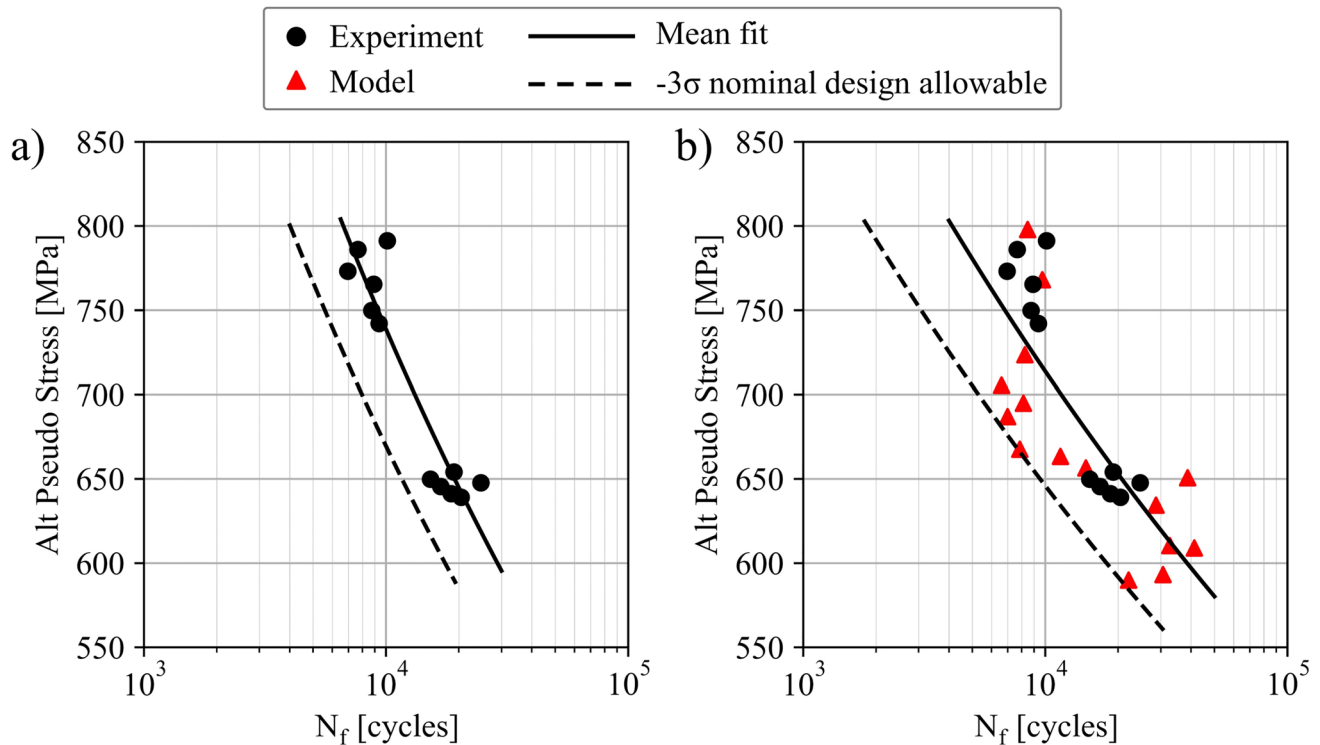 Experiment
Mean fit
Model
-3σ nominal design allowable
a)
850
800
750
700
650
600
550
10³
10⁴
10⁵
Alt Pseudo Stress [MPa]
N_f [cycles]
b)
850
800
750
700
650
600
550
10³
10⁴
10⁵
Alt Pseudo Stress [MPa]
N_f [cycles]